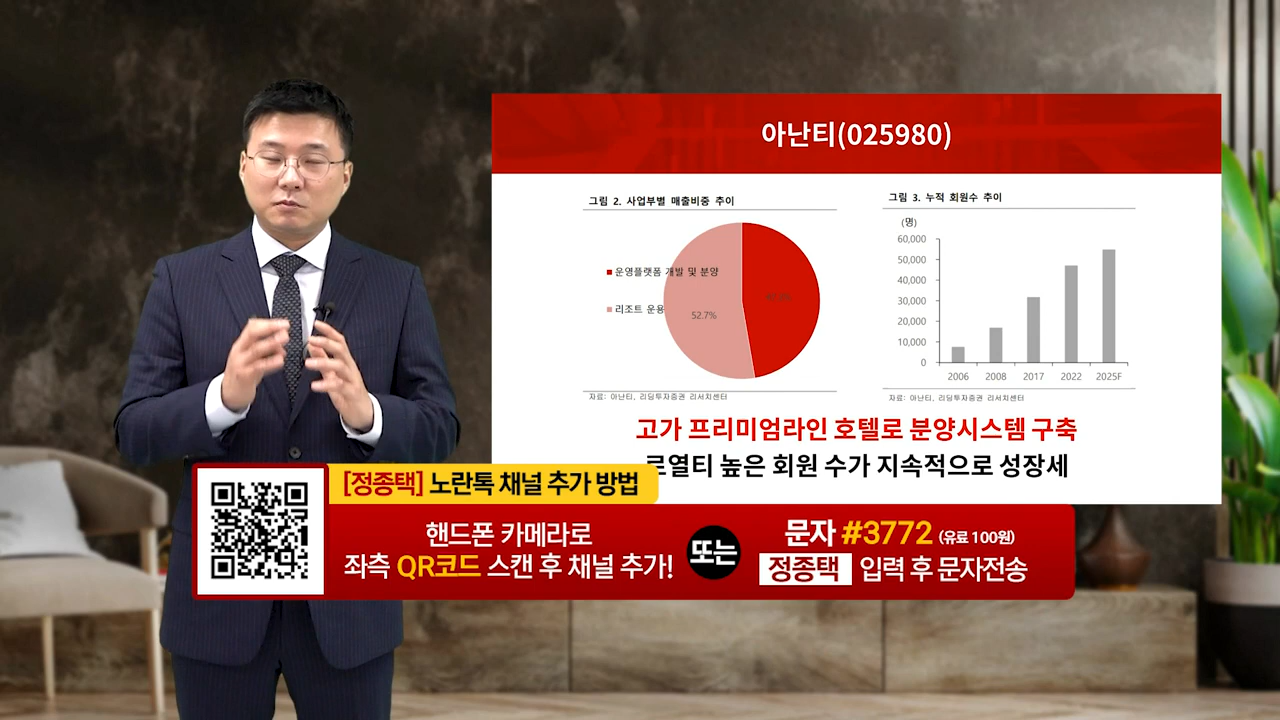 아난티(025980)
그림 2. 사업부별 매출비중 추이
운영플랫폼 개발 및 분양
리조트 운용
52.7%
자료: 아난티, 리딩투자증권 리서치센터
그림 3. 누적 회원수 추이
(명)
60,000
50,000
40,000
30,000
20,000
10,000
0
2006 2008 2017 2022 2025F
자료: 아난티, 리딩투자증권 리서치센터
고가 프리미엄라인 호텔로 분양시스템 구축
로열티 높은 회원 수가 지속적으로 성장세
[정종택] 노란톡 채널 추가 방법
핸드폰 카메라로
좌측 QR코드 스캔 후 채널 추가!
또는
문자 #3772 (유료 100원)
정종택 입력 후 문자전송